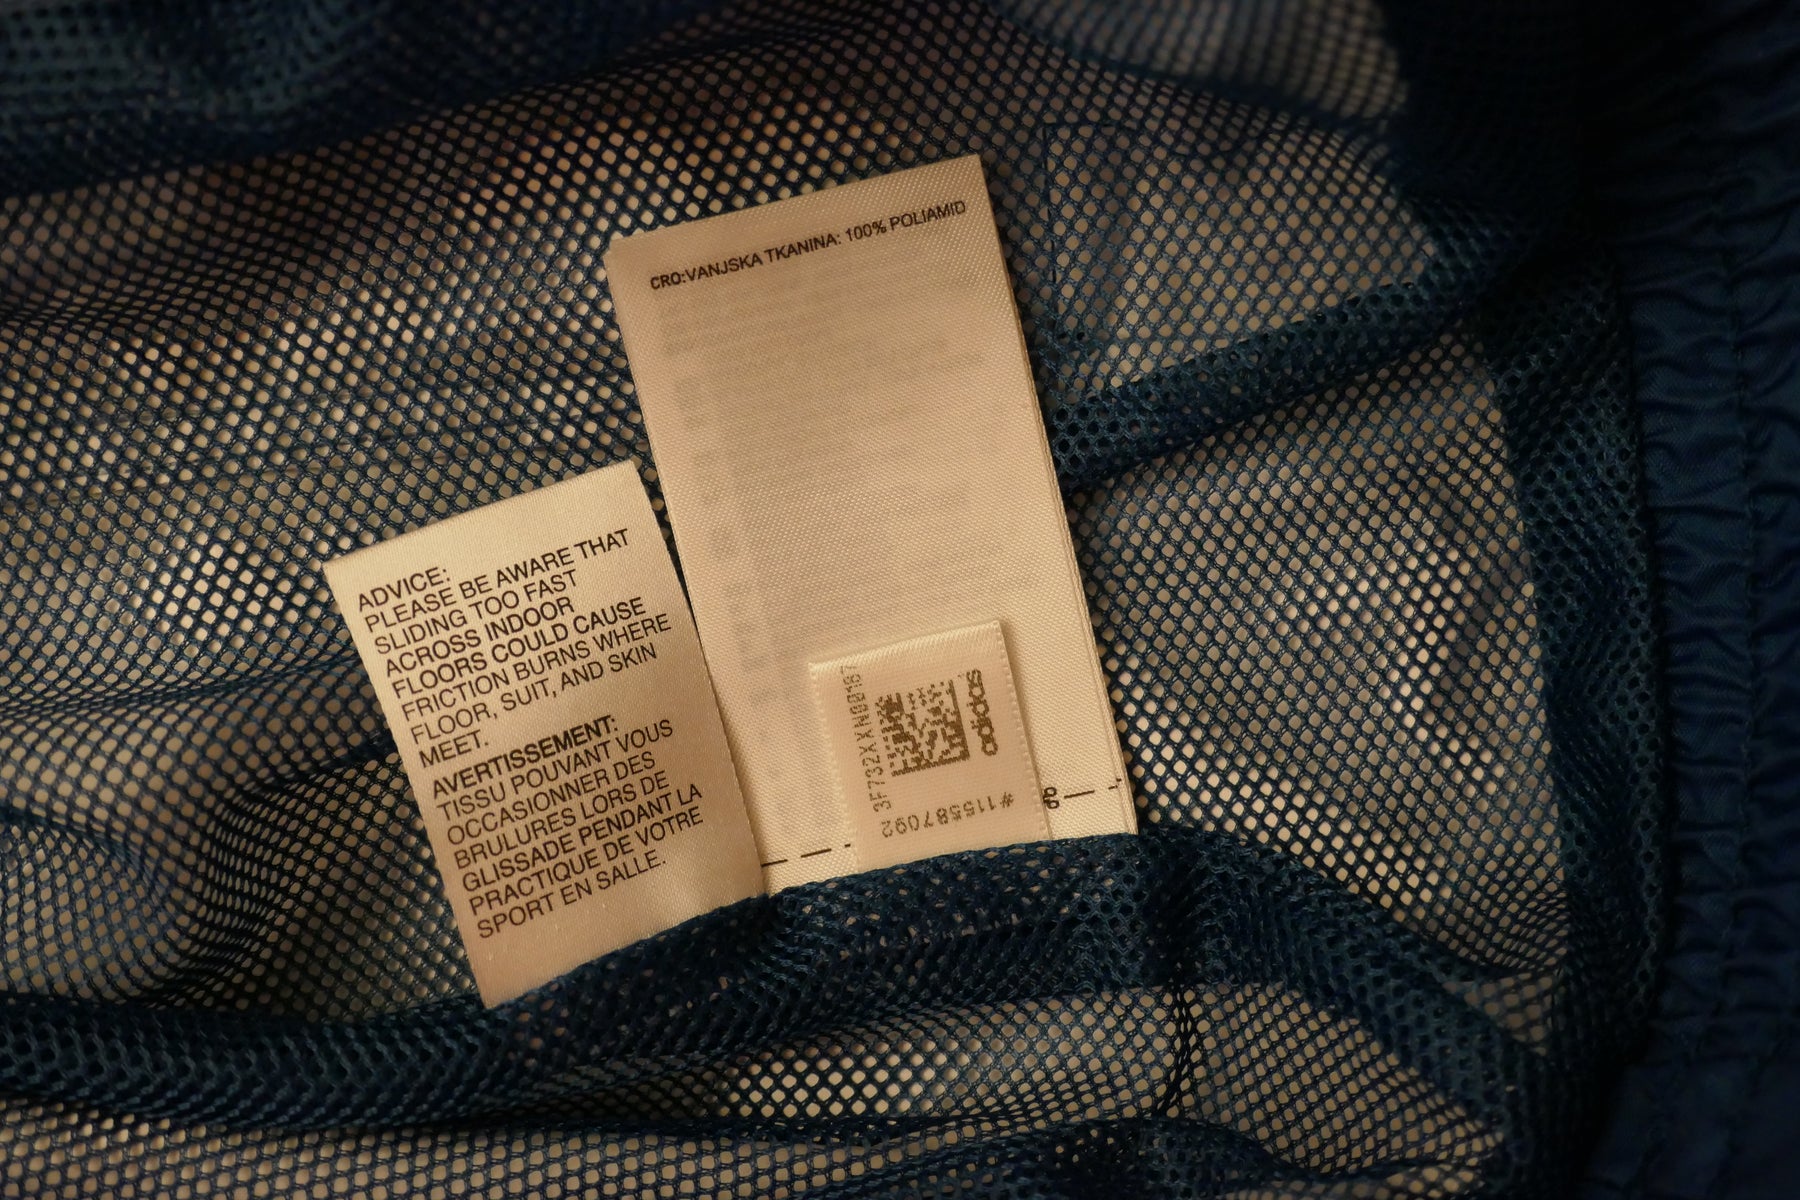 CRO:VANJSKA TKANINA: 100% POLIAMID
ADVICE:
PLEASE BE AWARE THAT
SLIDING TOO FAST
ACROSS INDOOR
FLOORS COULD CAUSE
FRICTION BURNS WHERE
FLOOR, SUIT, AND SKIN
MEET.
AVERTISSEMENT:
TISSU POUVANT VOUS
OCCASIONNER DES
BRULURES LORS DE
GLISSADE PENDANT LA
PRACTIQUE DE VOTRE
SPORT EN SALLE.
3F732XXN00187
adidas
#11587092